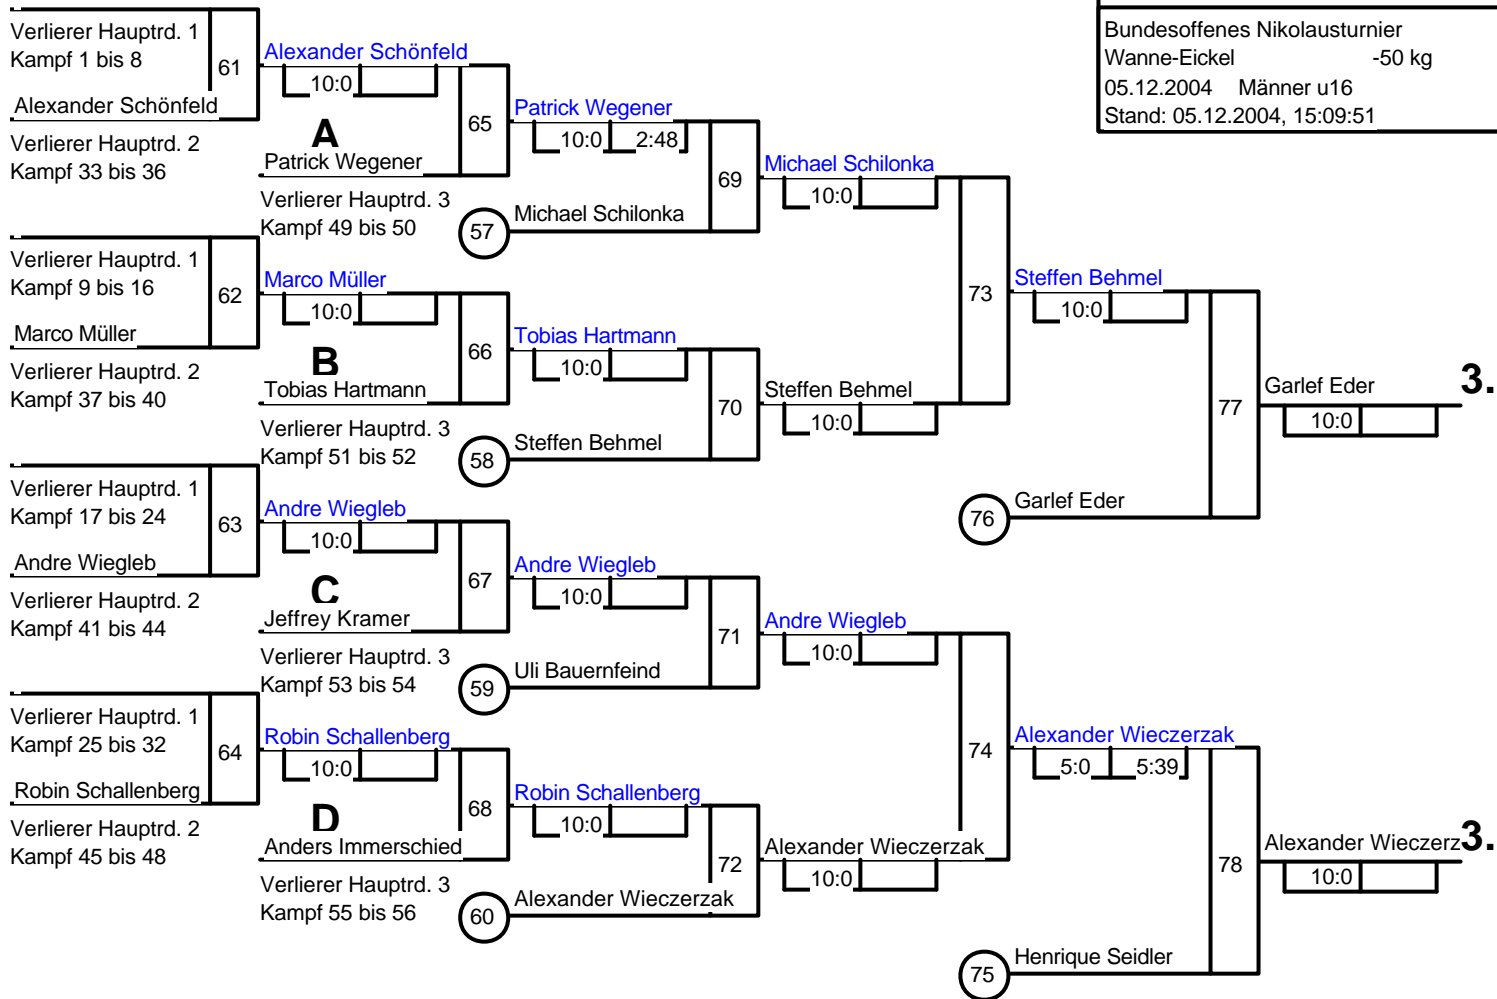 Bundesoffenes Nikolausturnier
Wanne-Eickel -50 kg
05.12.2004 Männer u16
Stand: 05.12.2004, 15:09:51
Verlierer Hauptrd. 1
Kampf 1 bis 8
61
Alexander Schönfeld
Verlierer Hauptrd. 2
Kampf 33 bis 36
Verlierer Hauptrd. 1
Kampf 9 bis 16
62
Marco Müller
Verlierer Hauptrd. 2
Kampf 37 bis 40
Verlierer Hauptrd. 1
Kampf 17 bis 24
63
Andre Wiegleb
Verlierer Hauptrd. 2
Kampf 41 bis 44
Verlierer Hauptrd. 1
Kampf 25 bis 32
64
Robin Schallenberg
Verlierer Hauptrd. 2
Kampf 45 bis 48
Alexander Schönfeld
10:0
65
A
Patrick Wegener
Verlierer Hauptrd. 3
Kampf 49 bis 50
Marco Müller
10:0
66
B
Tobias Hartmann
Verlierer Hauptrd. 3
Kampf 51 bis 52
Andre Wiegleb
10:0
67
C
Jeffrey Kramer
Verlierer Hauptrd. 3
Kampf 53 bis 54
Robin Schallenberg
10:0
68
D
Anders Immerschied
Verlierer Hauptrd. 3
Kampf 55 bis 56
Patrick Wegener
10:0 2:48
69
57 Michael Schilonka
Tobias Hartmann
10:0
70
58 Steffen Behmel
Andre Wiegleb
10:0
71
59 Uli Bauernfeind
Robin Schallenberg
10:0
72
60 Alexander Wieczerzak
Michael Schilonka
10:0
73
Steffen Behmel
10:0
Andre Wiegleb
10:0
74
Alexander Wieczerzak
10:0
Steffen Behmel
10:0
77
76 Garlef Eder
Alexander Wieczerzak
5:0 5:39
78
75 Henrique Seidler
Garlef Eder 3.
10:0
Alexander Wieczerz 3.
10:0